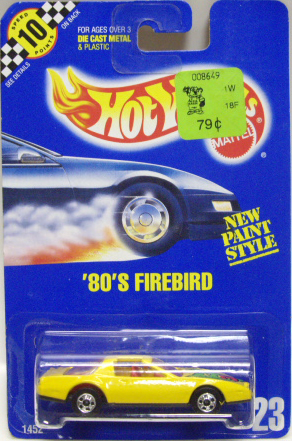 SPEED
10
POINTS
ON BACK
SEE DETAILS
FOR AGES OVER 3
DIE CAST METAL
& PLASTIC
Hot
008649
1W
18F
79¢
MATTEL
NEW
PAINT
STYLE
'80'S FIREBIRD
1452
23